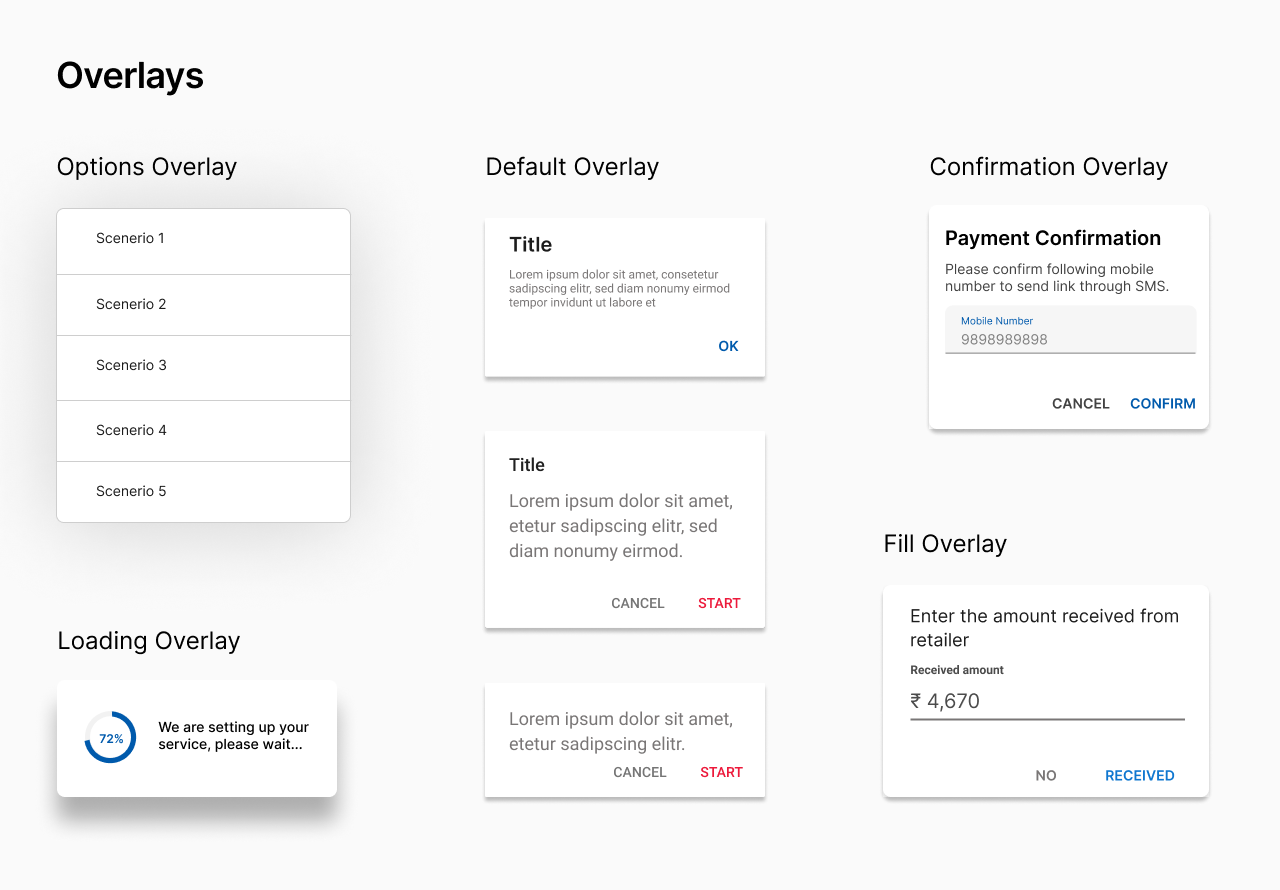 Overlays
Options Overlay
Scenerio 1
Scenerio 2
Scenerio 3
Scenerio 4
Scenerio 5
Loading Overlay
72%
We are setting up your
service, please wait...
Default Overlay
Title
Lorem ipsum dolor sit amet, consetetur
sadipscing elitr, sed diam nonumy eirmod
tempor invidunt ut labore et
OK
Title
Lorem ipsum dolor sit amet,
etetur sadipscing elitr, sed
diam nonumy eirmod.
CANCEL START
Lorem ipsum dolor sit amet,
etetur sadipscing elitr.
CANCEL START
Confirmation Overlay
Payment Confirmation
Please confirm following mobile
number to send link through SMS.
Mobile Number
9898989898
CANCEL CONFIRM
Fill Overlay
Enter the amount received from
retailer
Received amount
₹ 4,670
NO RECEIVED